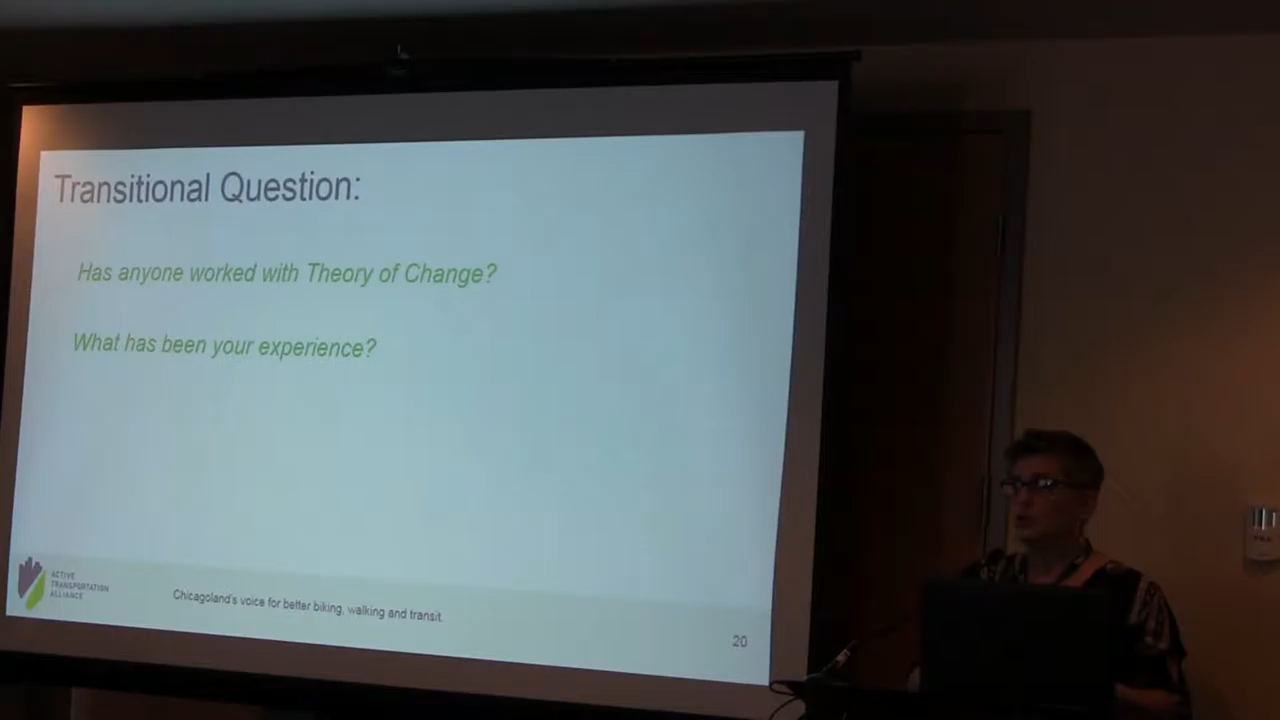 Transitional Question:
Has anyone worked with Theory of Change?
What has been your experience?
ACTIVE
TRANSPORTATION
ALLIANCE
Chicagoland's voice for better biking, walking and transit.
20